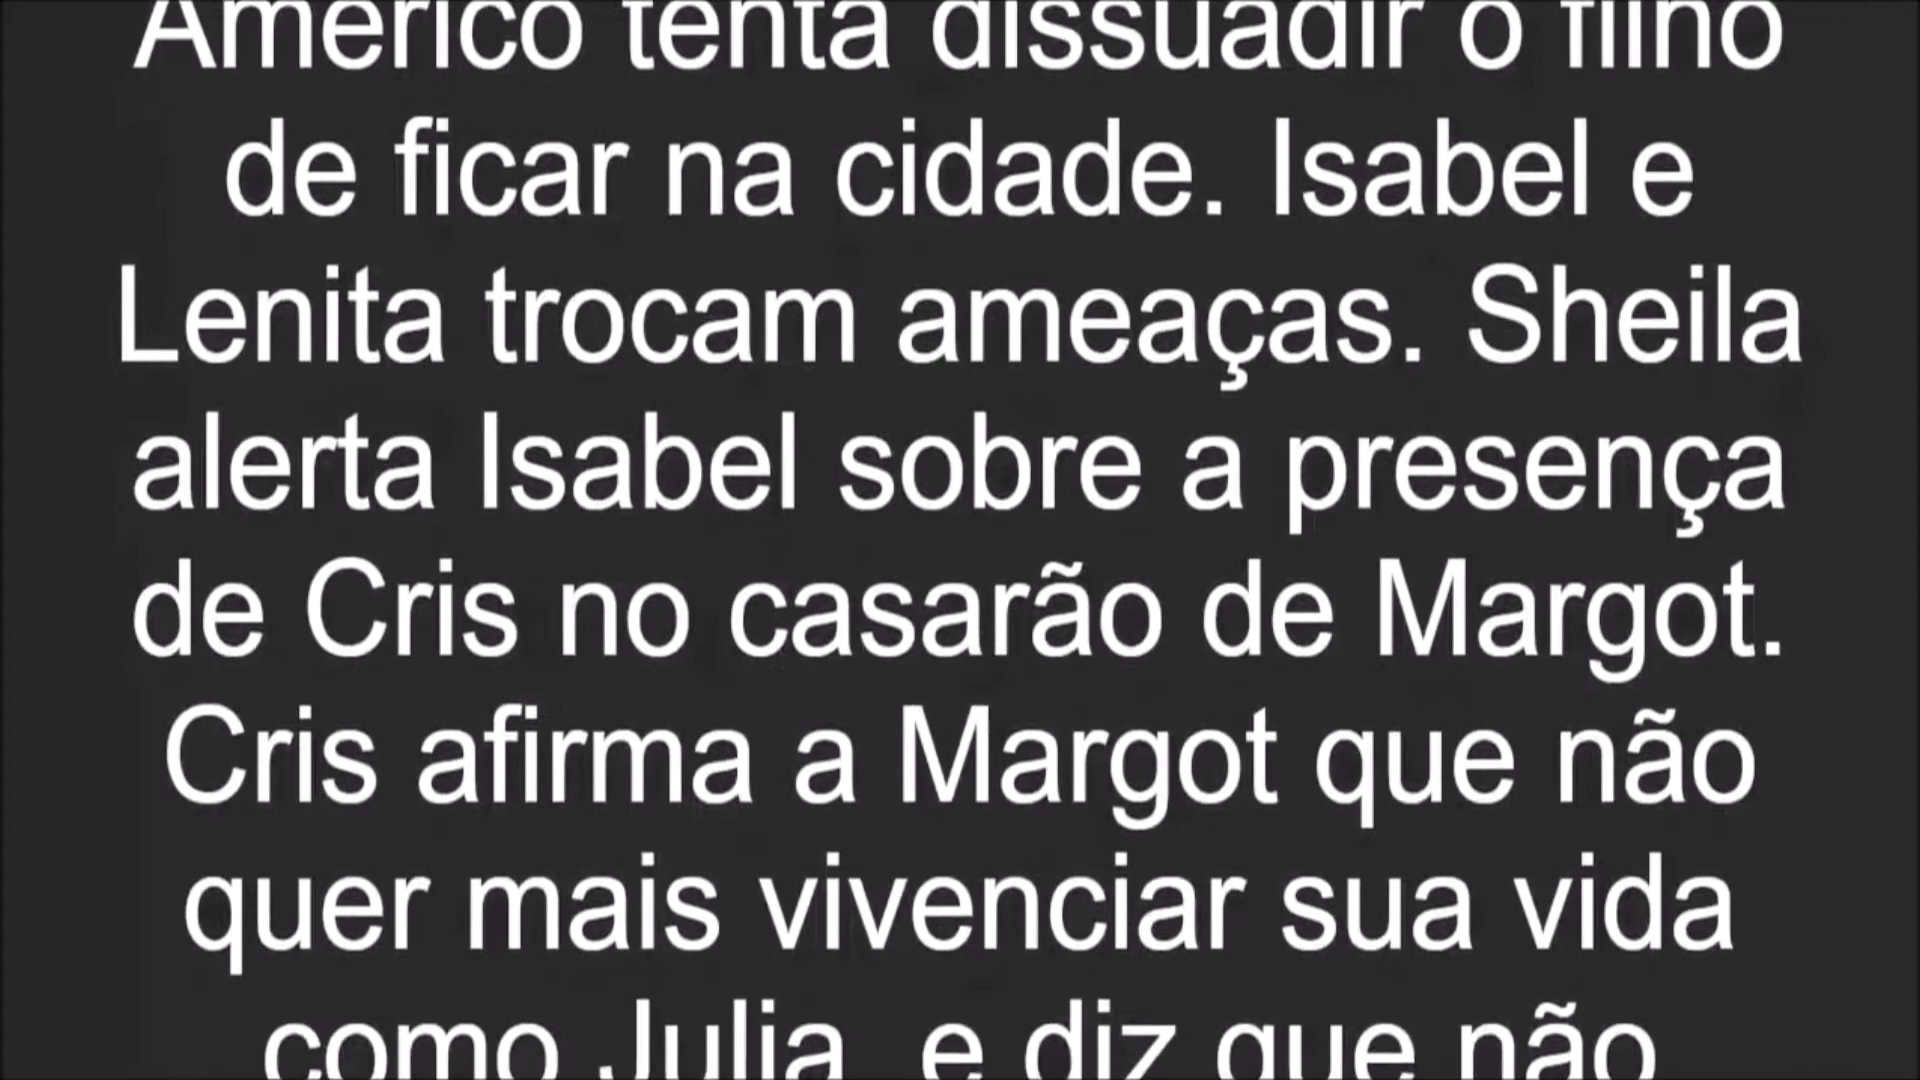 Américo tenta dissuadir o filho
de ficar na cidade. Isabel e
Lenita trocam ameaças. Sheila
alerta Isabel sobre a presença
de Cris no casarão de Margot.
Cris afirma a Margot que não
quer mais vivenciar sua vida
como Julia, e diz que não